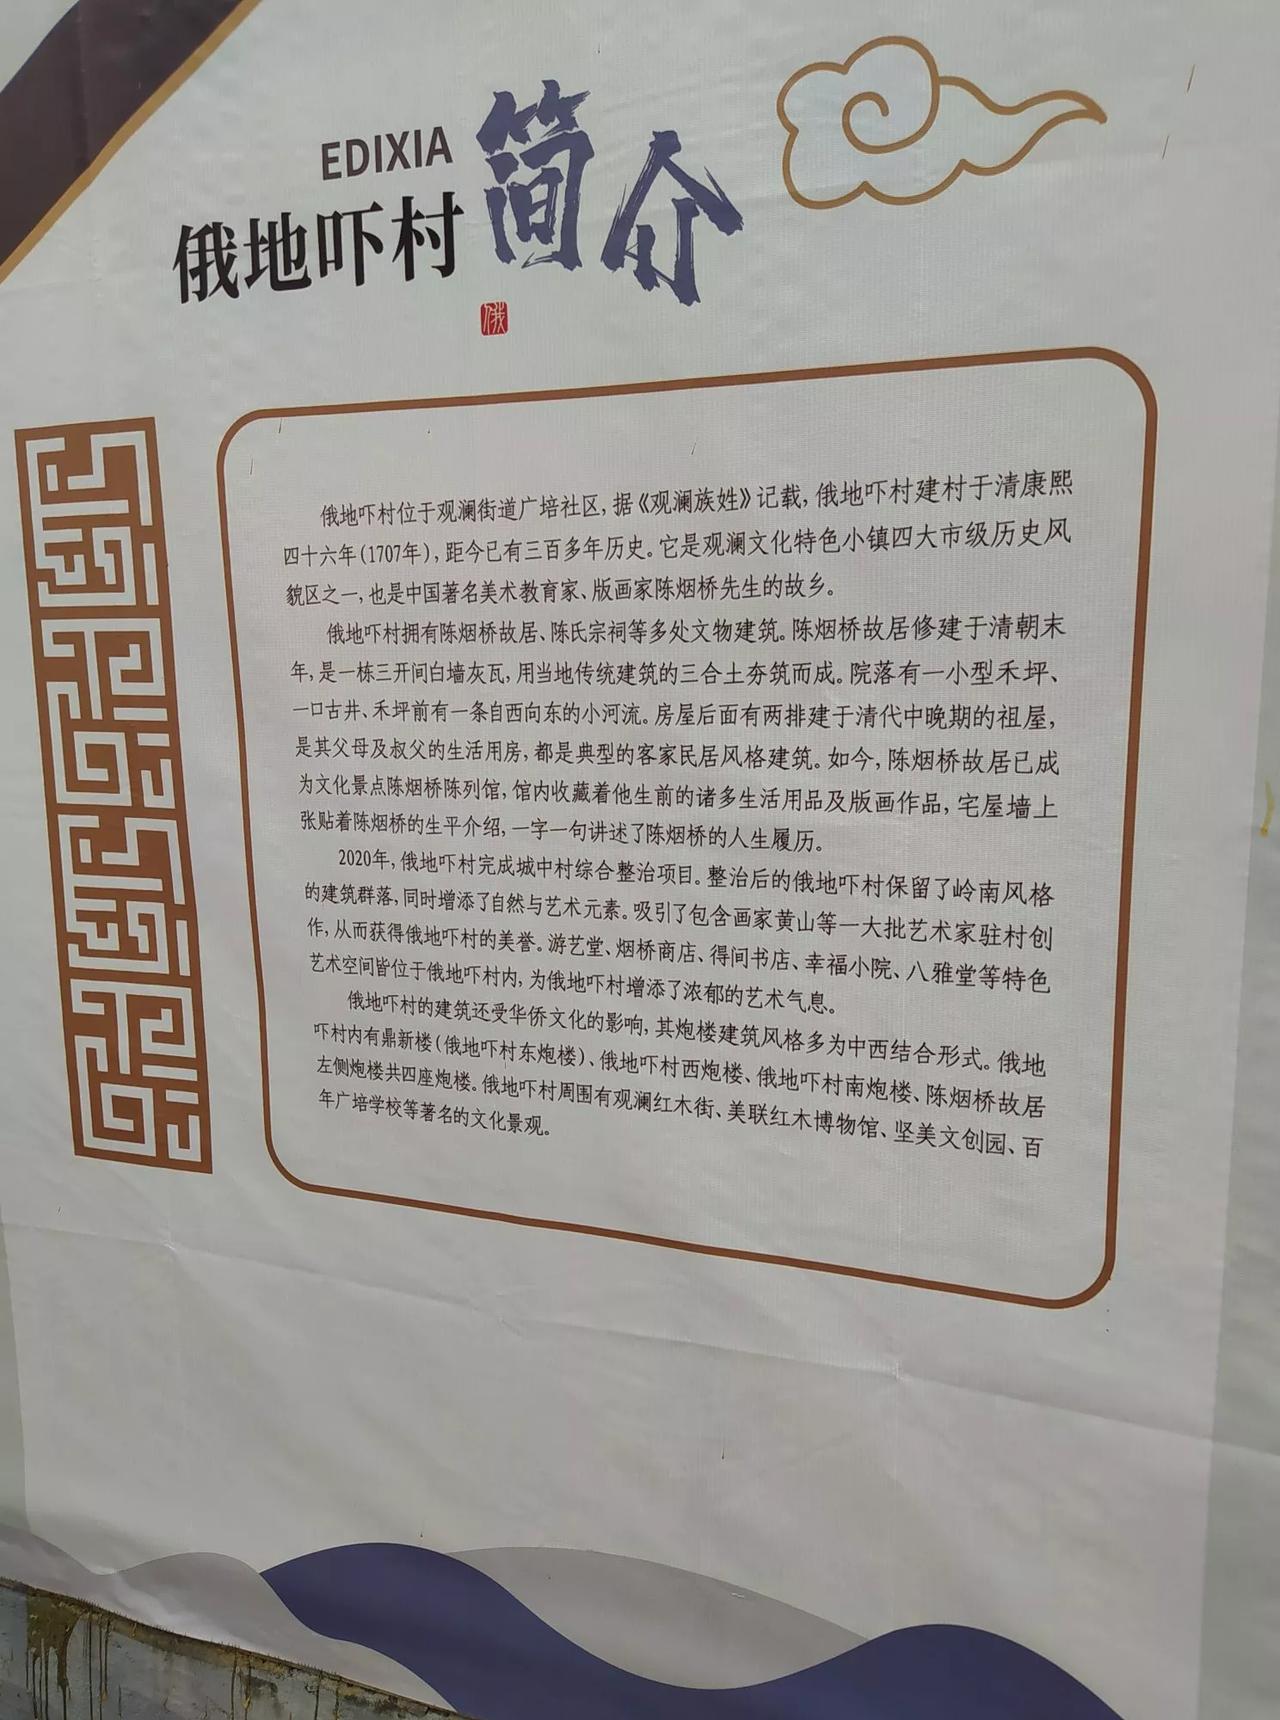 EDIXIA
俄地吓村简介
俄
俄地吓村位于观澜街道广培社区,据《观澜族姓》记载,俄地吓村建村于清康熙
四十六年(1707年),距今已有三百多年历史。它是观澜文化特色小镇四大市级历史风
貌区之一,也是中国著名美术教育家、版画家陈烟桥先生的故乡。
俄地吓村拥有陈烟桥故居、陈氏宗祠等多处文物建筑。陈烟桥故居修建于清朝末
年,是一栋三开间白墙灰瓦,用当地传统建筑的三合土夯筑而成。院落有一小型禾坪、
一口古井、禾坪前有一条自西向东的小河流。房屋后面有两排建于清代中晚期的祖屋,
是其父母及叔父的生活用房,都是典型的客家民居风格建筑。如今,陈烟桥故居已成
为文化景点陈烟桥陈列馆,馆内收藏着他生前的诸多生活用品及版画作品,宅屋墙上
张贴着陈烟桥的生平介绍,一字一句讲述了陈烟桥的人生履历。
2020年,俄地吓村完成城中村综合整治项目。整治后的俄地吓村保留了岭南风格
的建筑群落,同时增添了自然与艺术元素。吸引了包含画家黄山等一大批艺术家驻村创
作,从而获得俄地吓村的美誉。游艺堂、烟桥商店、得间书店、幸福小院、八雅堂等特色
艺术空间皆位于俄地吓村内,为俄地吓村增添了浓郁的艺术气息。
俄地吓村的建筑还受华侨文化的影响,其炮楼建筑风格多为中西结合形式。俄地
吓村内有鼎新楼(俄地吓村东炮楼)、俄地吓村西炮楼、俄地吓村南炮楼、陈烟桥故居
左侧炮楼共四座炮楼。俄地吓村周围有观澜红木街、美联红木博物馆、坚美文创园、百
年广培学校等著名的文化景观。